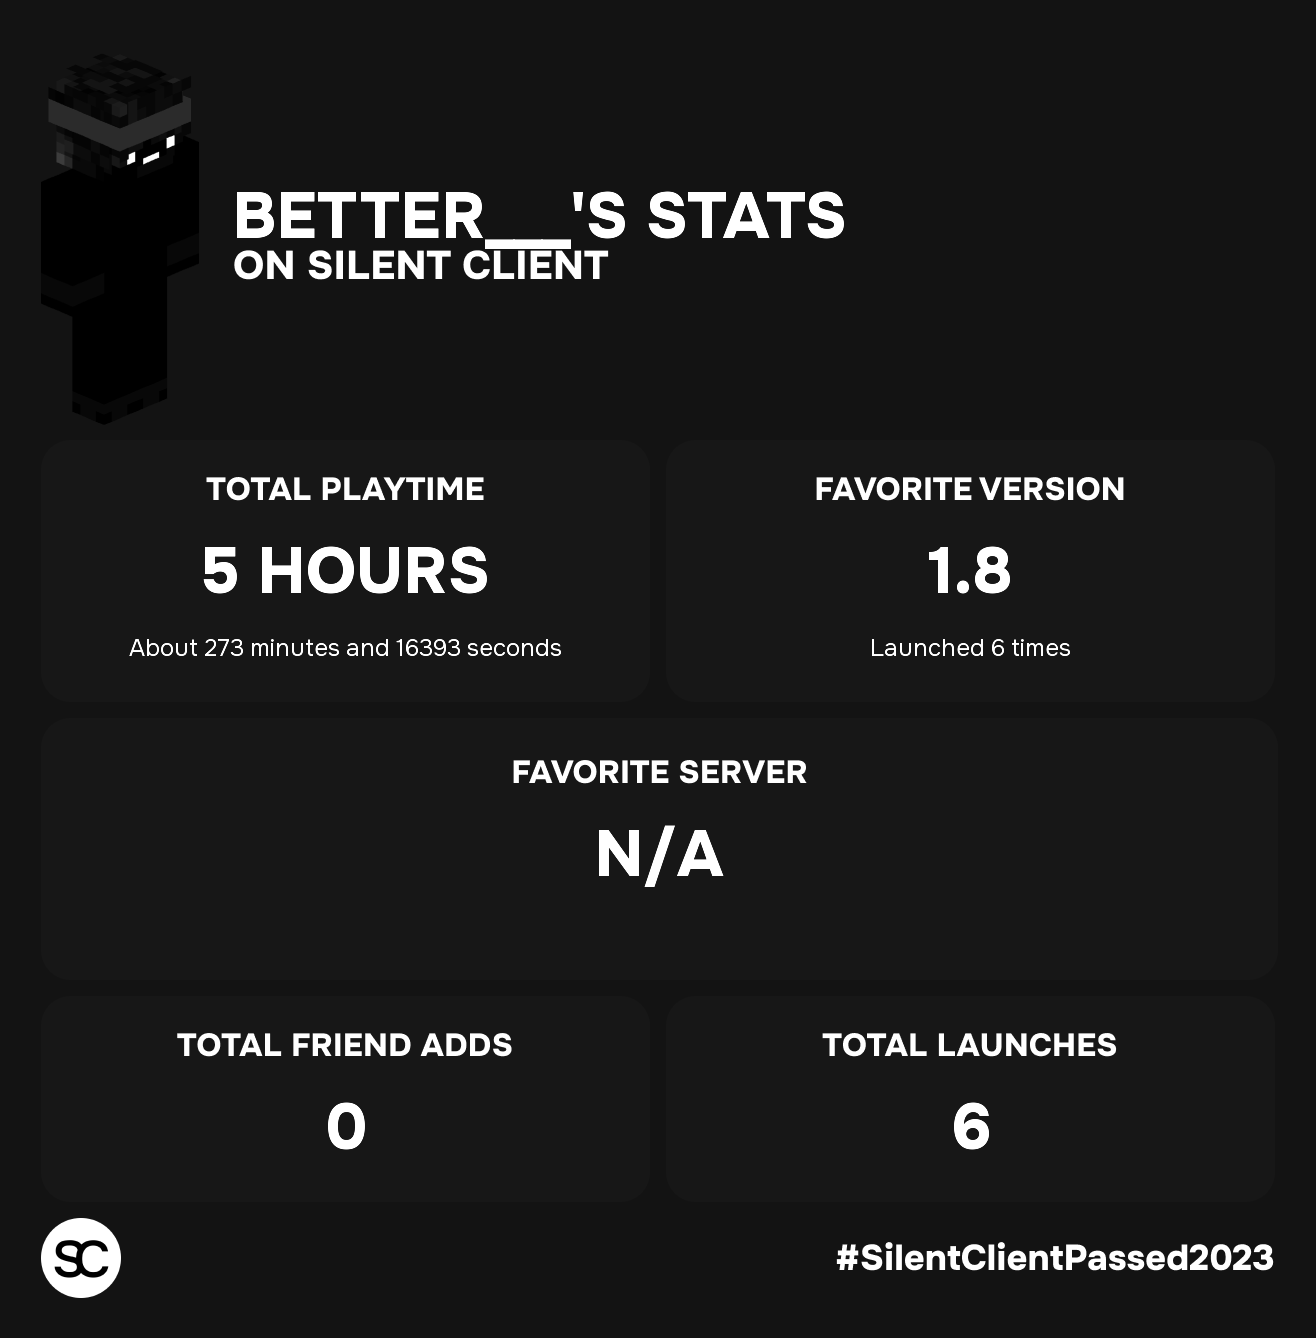 BETTER___'S STATS
ON SILENT CLIENT
TOTAL PLAYTIME
5 HOURS
About 273 minutes and 16393 seconds
FAVORITE VERSION
1.8
Launched 6 times
FAVORITE SERVER
N/A
TOTAL FRIEND ADDS
0
TOTAL LAUNCHES
6
SC
#SilentClientPassed2023